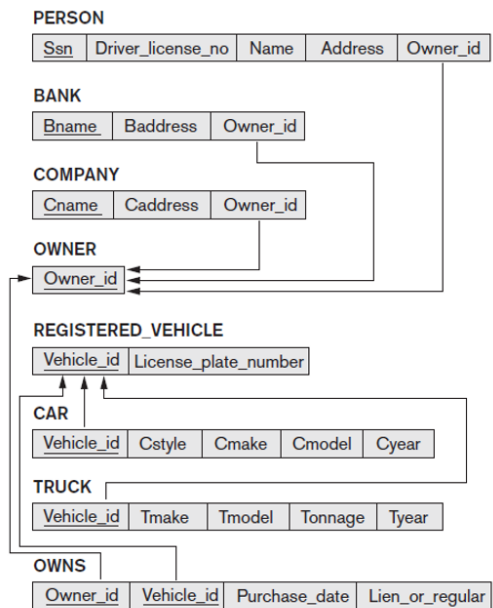 PERSON
Ssn Driver_license_no Name Address Owner_id
BANK
Bname Baddress Owner_id
COMPANY
Cname Caddress Owner_id
OWNER
Owner_id
REGISTERED_VEHICLE
Vehicle_id License_plate_number
CAR
Vehicle_id Cstyle Cmake Cmodel Cyear
TRUCK
Vehicle_id Tmake Tmodel Tonnage Tyear
OWNS
Owner_id Vehicle_id Purchase_date Lien_or_regular